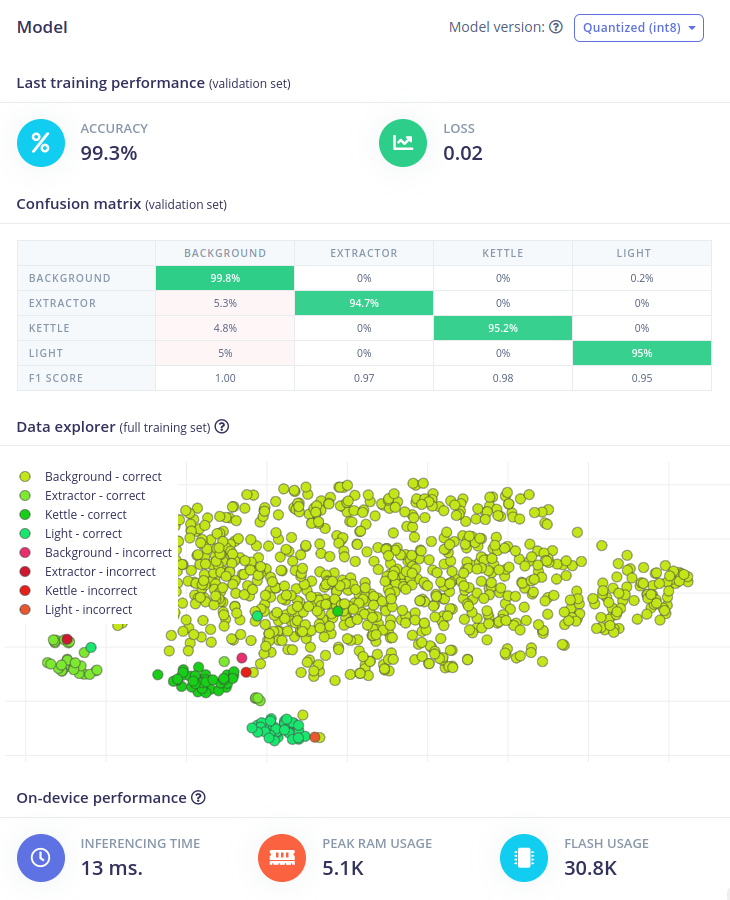 Model
Model version: Quantized (int8)
Last training performance (validation set)
ACCURACY
99.3%
LOSS
0.02
Confusion matrix (validation set)
BACKGROUND EXTRACTOR KETTLE LIGHT
BACKGROUND 99.8% 0% 0% 0.2%
EXTRACTOR 5.3% 94.7% 0% 0%
KETTLE 4.8% 0% 95.2% 0%
LIGHT 5% 0% 0% 95%
F1 SCORE 1.00 0.97 0.98 0.95
Data explorer (full training set)
Background - correct
Extractor - correct
Kettle - correct
Light - correct
Background - incorrect
Extractor - incorrect
Kettle - incorrect
Light - incorrect
On-device performance
INFERENCING TIME
13 ms.
PEAK RAM USAGE
5.1K
FLASH USAGE
30.8K